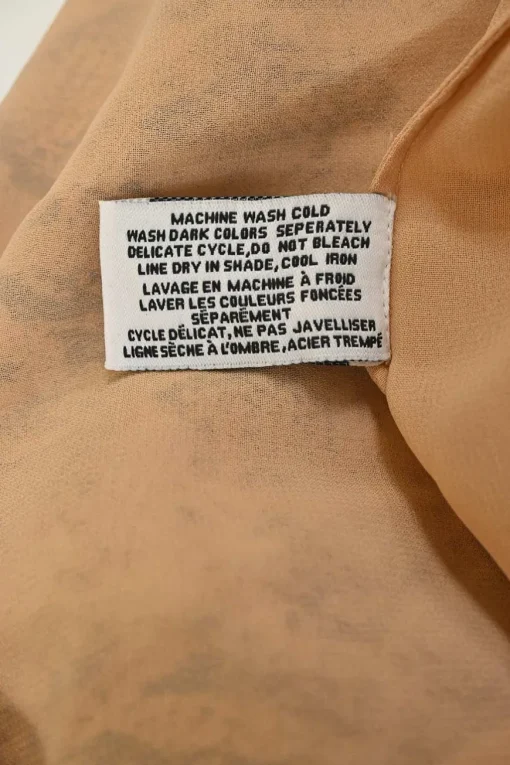 MACHINE WASH COLD
WASH DARK COLORS SEPERATELY
DELICATE CYCLE,DO NOT BLEACH
LINE DRY IN SHADE,COOL IRON
LAVAGE EN MACHINE À FROID
LAVER LES COULEURS FONCÉES
SÉPARÉMENT
CYCLE DÉLICAT,NE PAS JAVELLISER
LIGNE SÈCHE À L'OMBRE,ACIER TREMPÉ